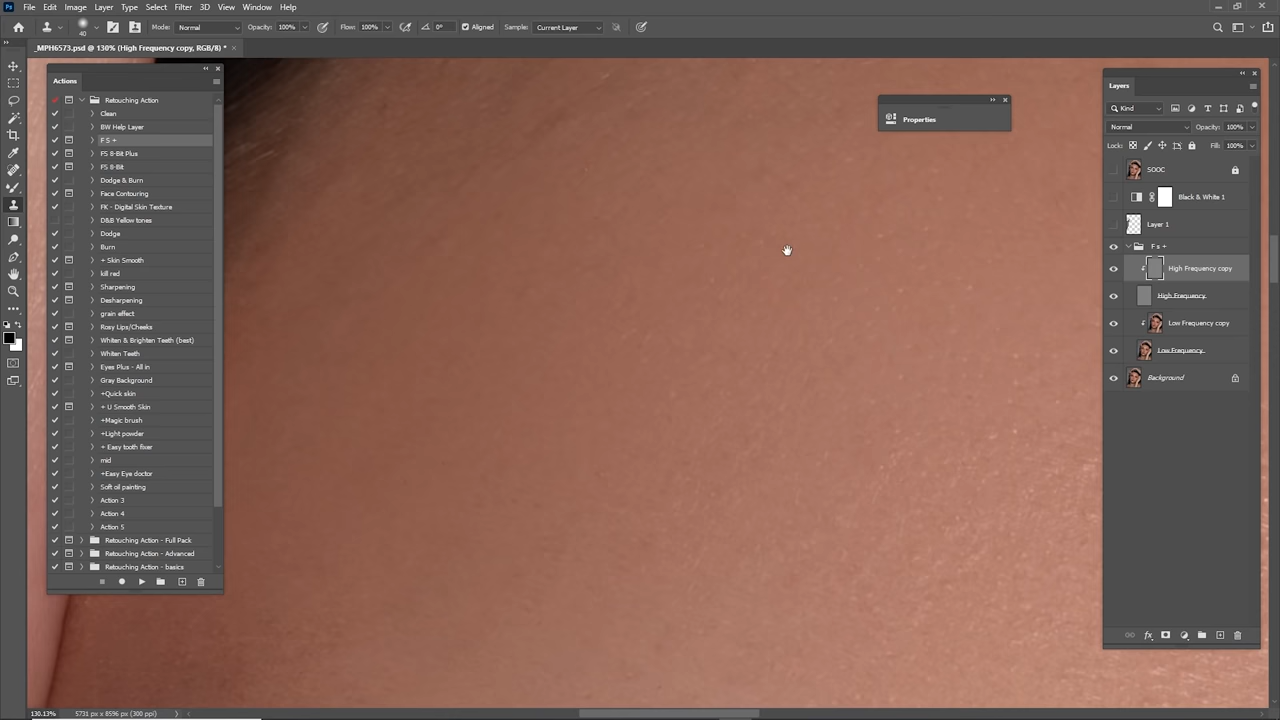 Ps File Edit Image Layer Type Select Filter 3D View Window Help
40 Mode: Normal Opacity: 100% Flow: 100% 0° Aligned Sample: Current Layer
_MPH6573.psd @ 130% (High Frequency copy, RGB/8) *
Actions
Retouching Action
Clean
BW Help Layer
F S +
FS 8-Bit Plus
FS 8-Bit
Dodge & Burn
Face Contouring
FK - Digital Skin Texture
D&B Yellow tones
Dodge
Burn
+ Skin Smooth
kill red
Sharpening
Desharpening
grain effect
Rosy Lips/Cheeks
Whiten & Brighten Teeth (best)
Whiten Teeth
Eyes Plus - All in
Gray Background
+Quick skin
+ U Smooth Skin
+Magic brush
+Light powder
+ Easy tooth fixer
mid
+Easy Eye doctor
Soft oil painting
Action 3
Action 4
Action 5
Retouching Action - Full Pack
Retouching Action - Advanced
Retouching Action - basics
Properties
Layers
Kind
Normal Opacity: 100%
Lock: Fill: 100%
SOOC
Black & White 1
Layer 1
F s +
High Frequency copy
High Frequency
Low Frequency copy
Low Frequency
Background
fx
130.13% 5731 px x 8596 px (300 ppi)